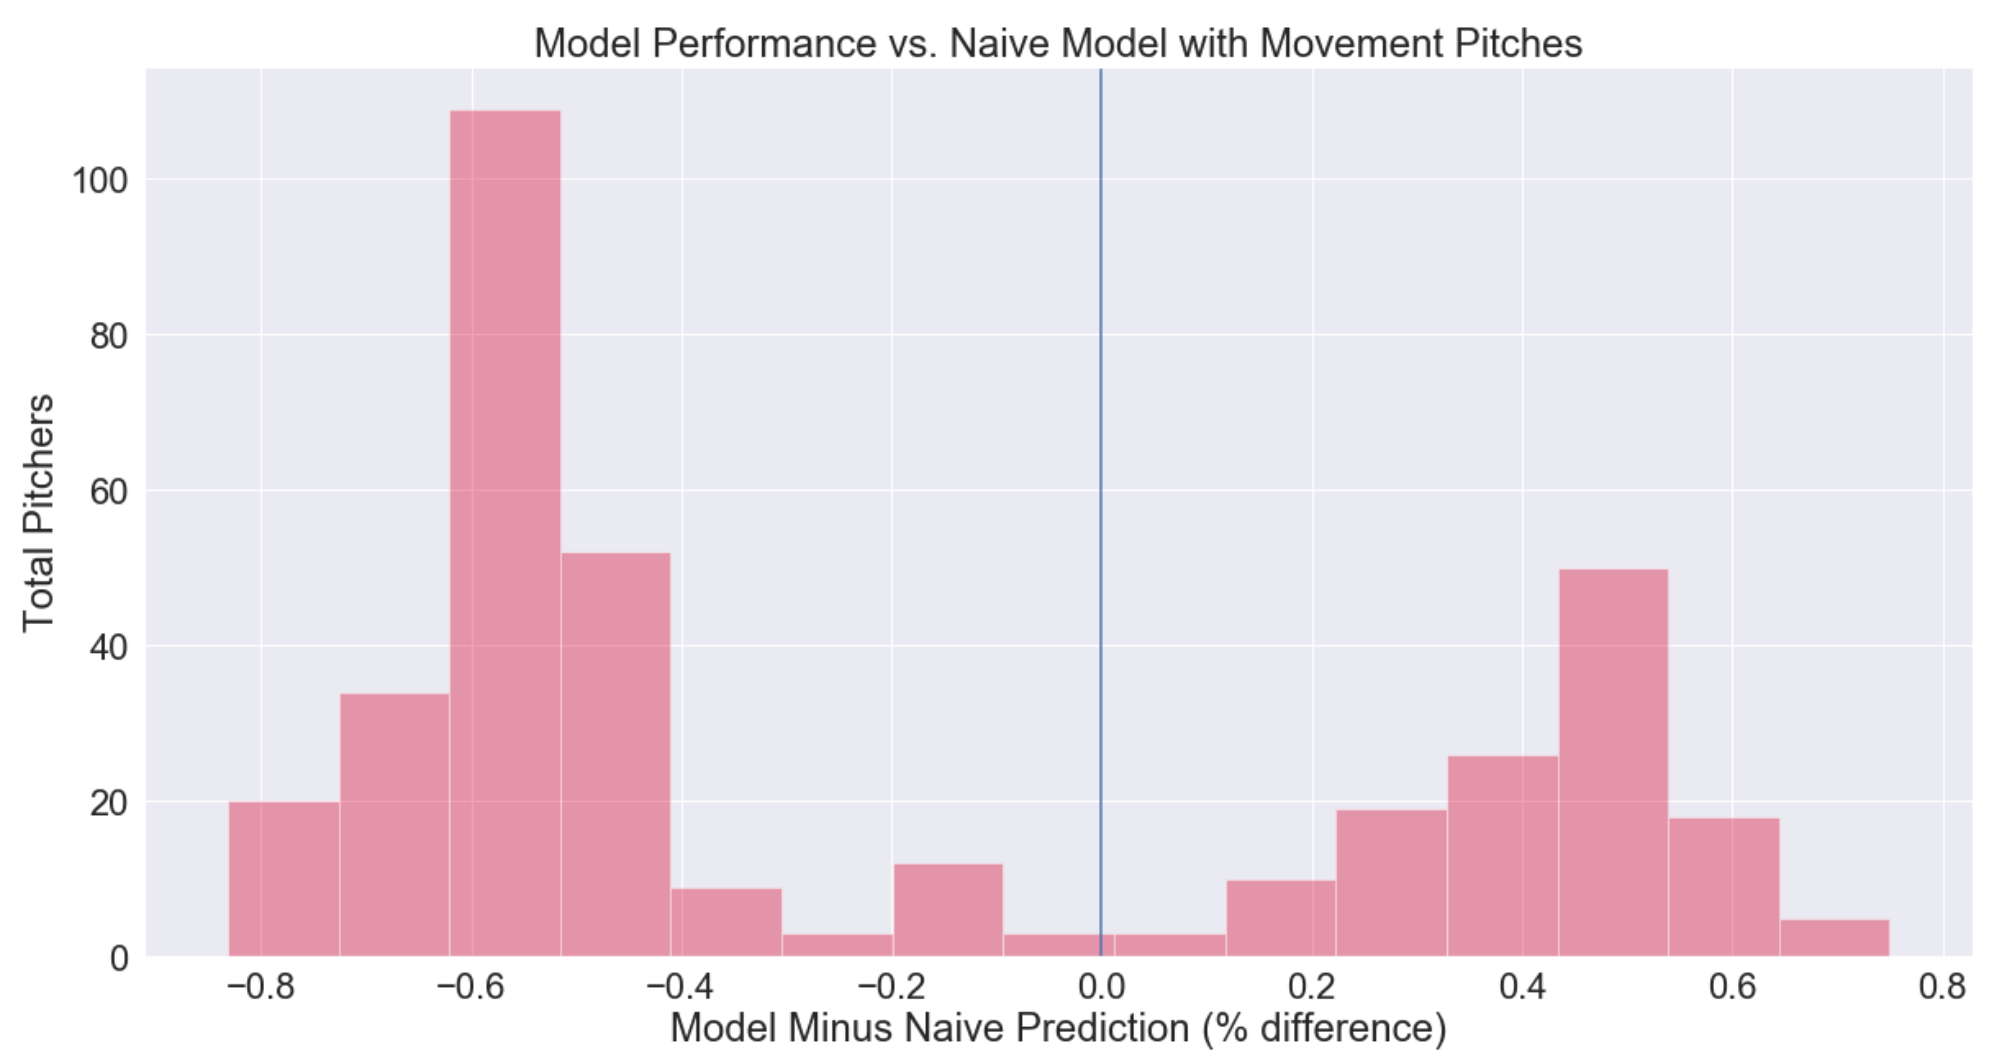 Model Performance vs. Naive Model with Movement Pitches
Total Pitchers
100
80
60
40
20
0
−0.8 −0.6 −0.4 −0.2 0.0 0.2 0.4 0.6 0.8
Model Minus Naive Prediction (% difference)